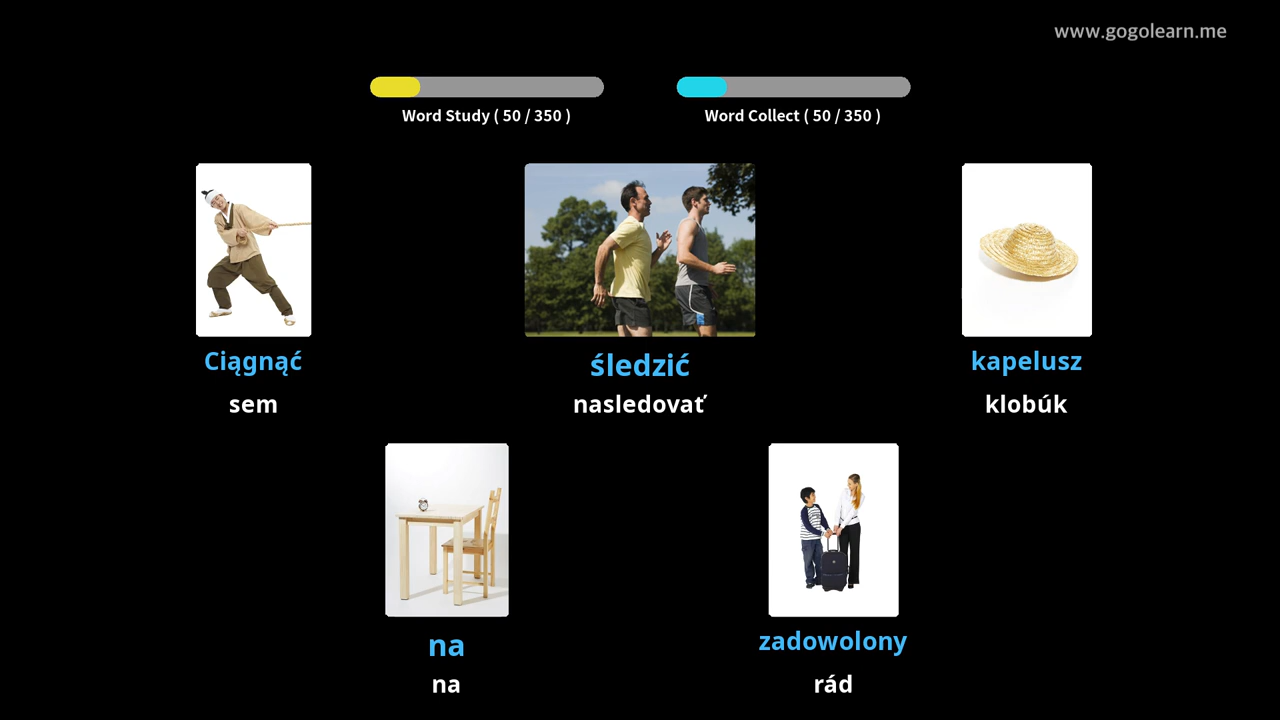 www.gogolearn.me
Word Study ( 50 / 350 )
Word Collect ( 50 / 350 )
Ciągnąć
sem
śledzić
nasledovať
kapelusz
klobúk
na
na
zadowolony
rád